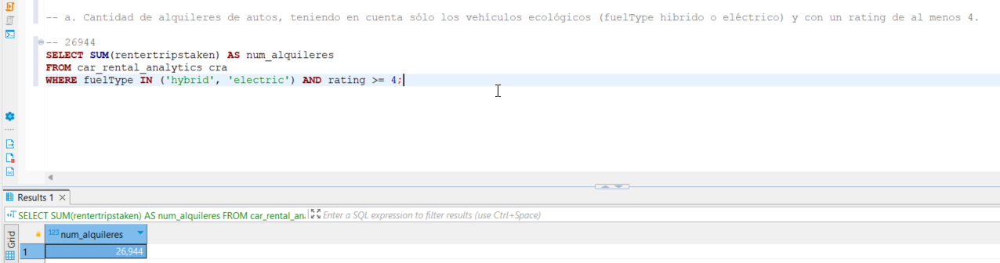 -- a. Cantidad de alquileres de autos, teniendo en cuenta sólo los vehículos ecológicos (fuelType hibrido o eléctrico) y con un rating de al menos 4.
-- 26944
SELECT SUM(rentertripstaken) AS num_alquileres
FROM car_rental_analytics cra
WHERE fuelType IN ('hybrid', 'electric') AND rating >= 4;
Results 1
SELECT SUM(rentertripstaken) AS num_alquileres FROM car_rental_an
Enter a SQL expression to filter results (use Ctrl+Space)
Grid
123 num_alquileres
1 26,944